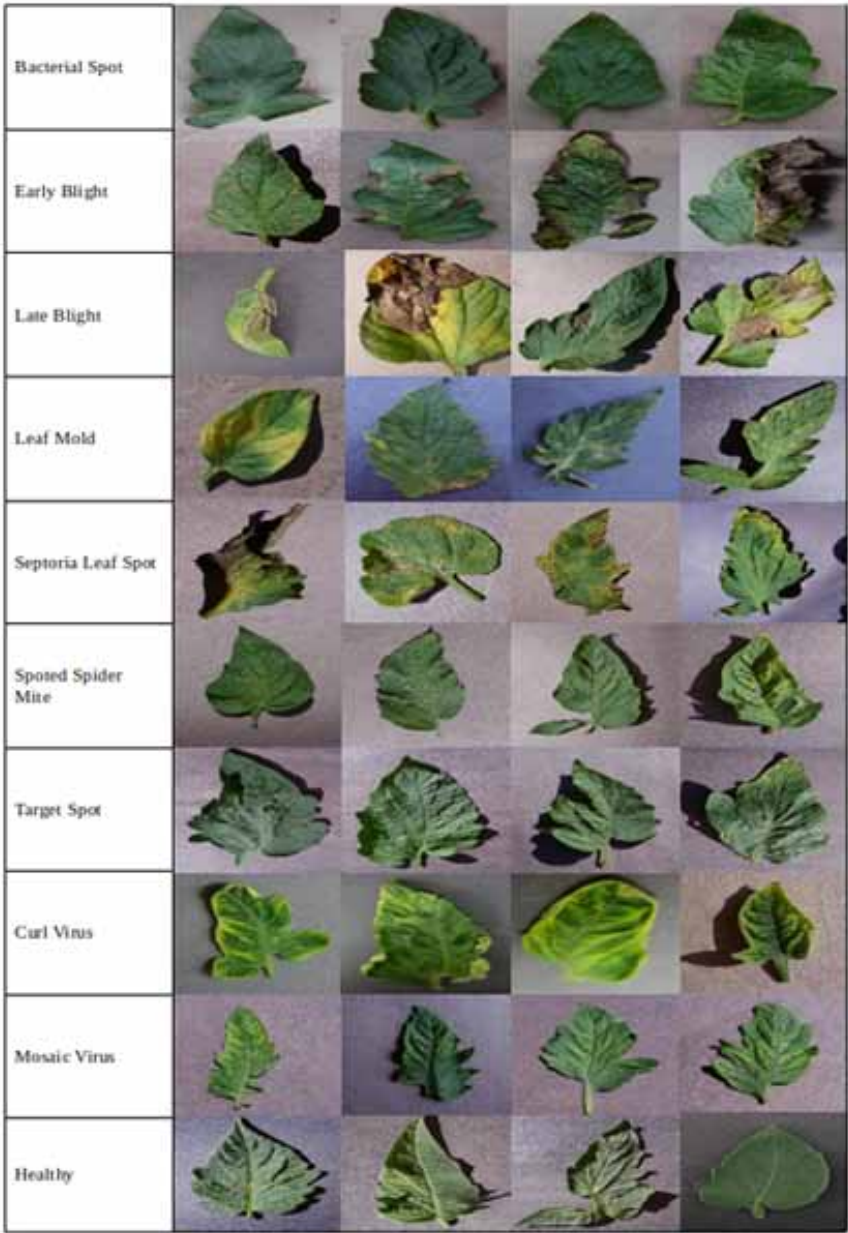 Bacterial Spot
Early Blight
Late Blight
Leaf Mold
Septoria Leaf Spot
Spoted Spider
Mite
Target Spot
Curl Virus
Mosaic Virus
Healthy